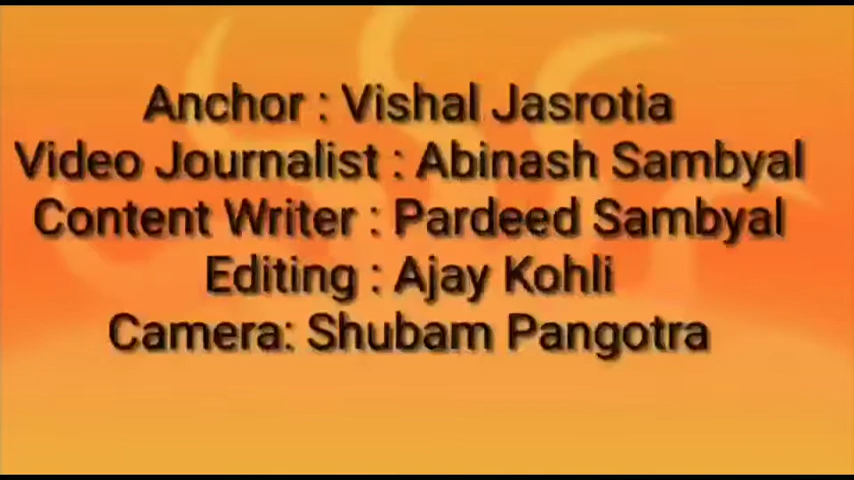 Anchor : Vishal Jasrotia
Video Journalist : Abinash Sambyal
Content Writer : Pardeed Sambyal
Editing : Ajay Kohli
Camera: Shubam Pangotra